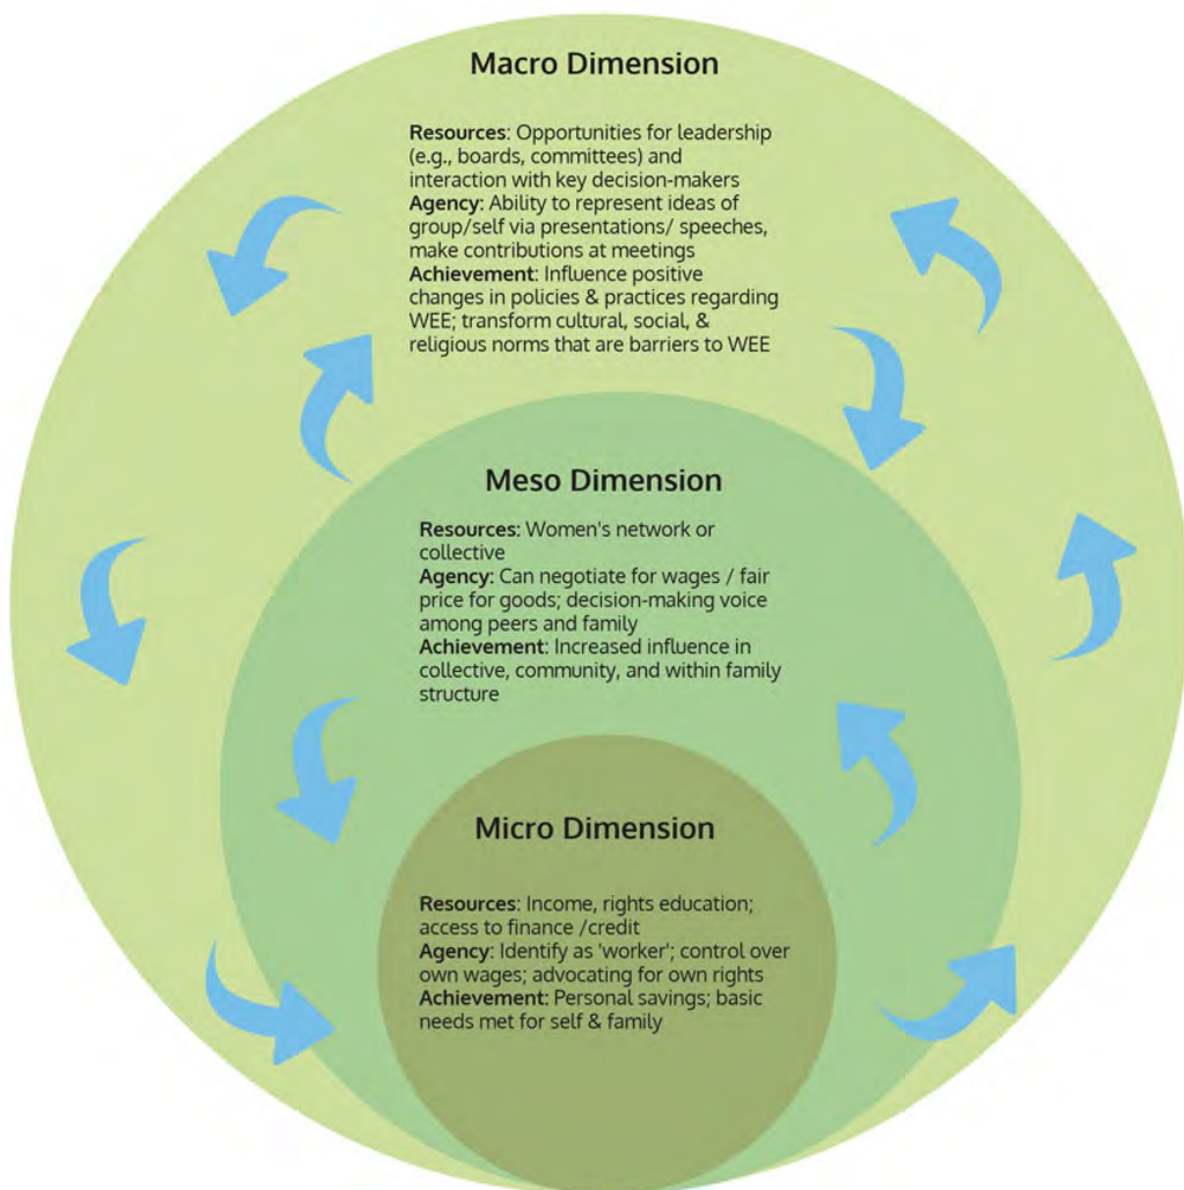 Macro Dimension
Resources: Opportunities for leadership
(e.g., boards, committees) and
interaction with key decision-makers
Agency: Ability to represent ideas of
group/self via presentations/ speeches,
make contributions at meetings
Achievement: Influence positive
changes in policies & practices regarding
WEE; transform cultural, social, &
religious norms that are barriers to WEE
Meso Dimension
Resources: Women's network or
collective
Agency: Can negotiate for wages / fair
price for goods; decision-making voice
among peers and family
Achievement: Increased influence in
collective, community, and within family
structure
Micro Dimension
Resources: Income, rights education;
access to finance /credit
Agency: Identify as 'worker'; control over
own wages; advocating for own rights
Achievement: Personal savings; basic
needs met for self & family